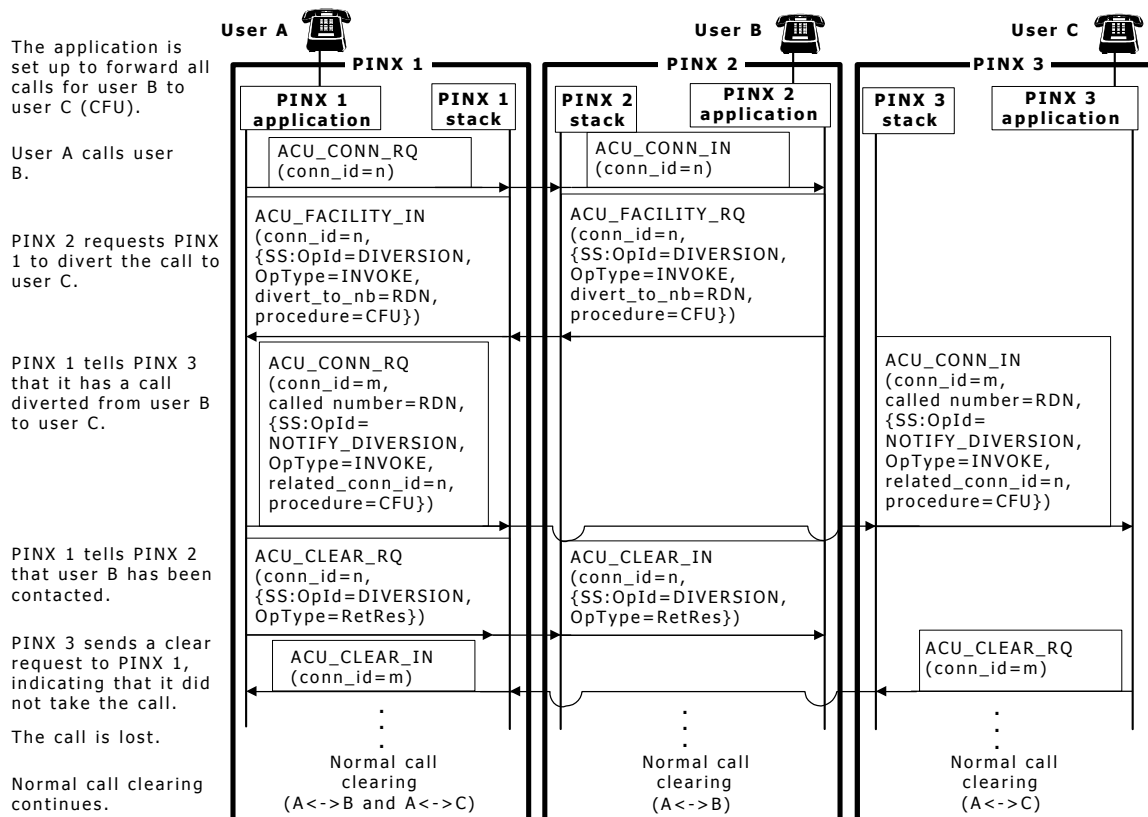 User A
User B
User C
The application is
set up to forward all
calls for user B to
user C (CFU).
PINX 1
PINX 2
PINX 3
PINX 1
application
PINX 1
stack
PINX 2
stack
PINX 2
application
PINX 3
stack
PINX 3
application
User A calls user
B.
ACU_CONN_RQ
(conn_id=n)
ACU_CONN_IN
(conn_id=n)
PINX 2 requests PINX
1 to divert the call to
user C.
ACU_FACILITY_IN
(conn_id=n,
{SS:OpId=DIVERSION,
OpType=INVOKE,
divert_to_nb=RDN,
procedure=CFU})
ACU_FACILITY_RQ
(conn_id=n,
{SS:OpId=DIVERSION,
OpType=INVOKE,
divert_to_nb=RDN,
procedure=CFU})
PINX 1 tells PINX 3
that it has a call
diverted from user B
to user C.
ACU_CONN_RQ
(conn_id=m,
called number=RDN,
{SS:OpId=
NOTIFY_DIVERSION,
OpType=INVOKE,
related_conn_id=n,
procedure=CFU})
ACU_CONN_IN
(conn_id=m,
called number=RDN,
{SS:OpId=
NOTIFY_DIVERSION,
OpType=INVOKE,
related_conn_id=n,
procedure=CFU})
PINX 1 tells PINX 2
that user B has been
contacted.
ACU_CLEAR_RQ
(conn_id=n,
{SS:OpId=DIVERSION,
OpType=RetRes})
ACU_CLEAR_IN
(conn_id=n,
{SS:OpId=DIVERSION,
OpType=RetRes})
PINX 3 sends a clear
request to PINX 1,
indicating that it did
not take the call.
ACU_CLEAR_IN
(conn_id=m)
ACU_CLEAR_RQ
(conn_id=m)
The call is lost.
Normal call clearing
continues.
Normal call
clearing
(A<->B and A<->C)
Normal call
clearing
(A<->B)
Normal call
clearing
(A<->C)